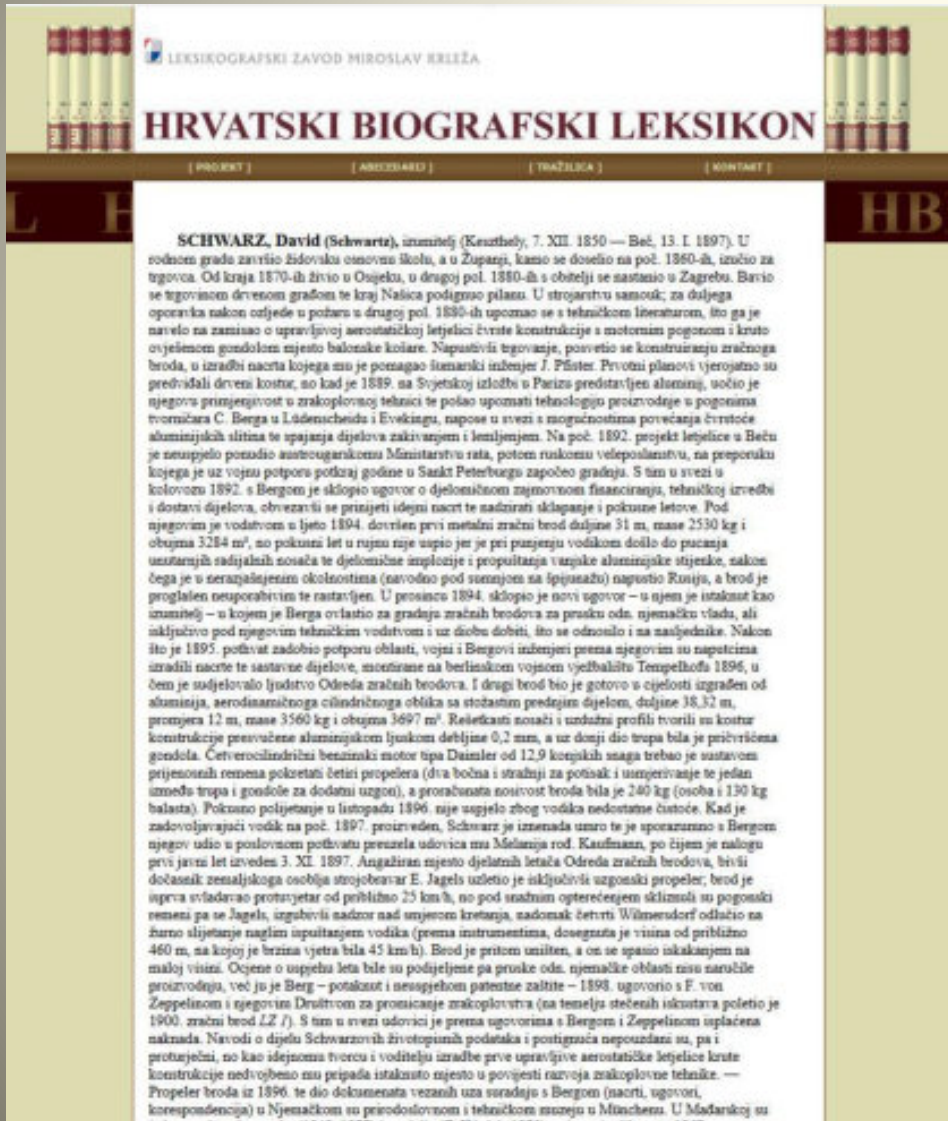 LEKSIKOGRAFSKI ZAVOD MIROSLAV KRLEŽA
HRVATSKI BIOGRAFSKI LEKSIKON
[ PROJEKT ] [ ABECEDARIJ ] [ TRAŽILICA ] [ KONTAKT ]
L H HB
SCHWARZ, David (Schwartz), izumitelj (Keszthely, 7. XII. 1850 — Beč, 13. I. 1897). U
rodnom gradu završio židovsku osnovnu školu, a u Županji, kamo se doselio na poč. 1860-ih, izučio za
trgovca. Od kraja 1870-ih živio u Osijeku, u drugoj pol. 1880-ih s obitelji se nastanio u Zagrebu. Bavio
se trgovinom drvenom građom te kraj Našica podignuo pilanu. U strojarstvu samouk; za duljega
oporavka nakon ozljede u požaru u drugoj pol. 1880-ih upoznao se s tehničkom literaturom, što ga je
navelo na zamisao o upravljivoj aerostatičkoj letjelici čvrste konstrukcije s motornim pogonom i kruto
ovješenom gondolom mjesto balonske košare. Napustivši trgovanje, posvetio se konstruiranju zračnoga
broda, u izradbi nacrta kojega mu je pomagao šumarski inženjer J. Pfister. Prvotni planovi vjerojatno su
predviđali drveni kostur, no kad je 1889. na Svjetskoj izložbi u Parizu predstavljen aluminij, uočio je
njegovu primjenjivost u zrakoplovnoj tehnici te pošao upoznati tehnologiju proizvodnje u pogonima
tvorničara C. Berga u Lüdenscheidu i Evekingu, napose u svezi s mogućnostima povećanja čvrstoće
aluminijskih slitina te spajanja dijelova zakivanjem i lemljenjem. Na poč. 1892. projekt letjelice u Beču
je neuspjelo ponudio austrougarskomu Ministarstvu rata, potom ruskomu veleposlanstvu, na preporuku
kojega je uz vojnu potporu potkraj godine u Sankt Peterburgu započeo gradnju. S tim u svezi u
kolovozu 1892. s Bergom je sklopio ugovor o djelomičnom zajmovnom financiranju, tehničkoj izvedbi
i dostavi dijelova, obvezavši se prinijeti idejni nacrt te nadzirati sklapanje i pokusne letove. Pod
njegovim je vodstvom u ljeto 1894. dovršen prvi metalni zračni brod duljine 31 m, mase 2530 kg i
obujma 3284 m³, no pokusni let u rujnu nije uspio jer je pri punjenju vodikom došlo do pucanja
unutarnjih radijalnih nosača te djelomične implozije i propuštanja vanjske aluminijske stijenke, nakon
čega je u nerazjašnjenim okolnostima (navodno pod sumnjom na špijunažu) napustio Rusiju, a brod je
proglašen neuporabivim te rastavljen. U prosincu 1894. sklopio je novi ugovor – u njem je istaknut kao
izumitelj – u kojem je Berga ovlastio za gradnju zračnih brodova za prusku odn. njemačku vladu, ali
isključivo pod njegovim tehničkim vodstvom i uz diobu dobiti, što se odnosilo i na nasljednike. Nakon
što je 1895. pothvat zadobio potporu oblasti, vojni i Bergovi inženjeri prema njegovim su naputcima
izradili nacrte te sastavne dijelove, montirane na berlinskom vojnom vježbalištu Tempelhofu 1896, u
čem je sudjelovalo ljudstvo Odreda zračnih brodova. I drugi brod bio je gotovo u cijelosti izgrađen od
aluminija, aerodinamičnoga cilindričnoga oblika sa stožastim prednjim dijelom, duljine 38,32 m,
promjera 12 m, mase 3560 kg i obujma 3697 m³. Rešetkasti nosači i uzdužni profili tvorili su kostur
konstrukcije presvučene aluminijskom ljuskom debljine 0,2 mm, a uz donji dio trupa bila je pričvršćena
gondola. Četverocilindrični benzinski motor tipa Daimler od 12,9 konjskih snaga trebao je sustavom
prijenosnih remena pokretati četiri propelera (dva bočna i stražnji za potisak i usmjerivanje te jedan
između trupa i gondole za dodatni uzgon), a proračunata nosivost broda bila je 240 kg (osoba i 130 kg
balasta). Pokusno polijetanje u listopadu 1896. nije uspjelo zbog vodika nedostatne čistoće. Kad je
zadovoljavajući vodik na poč. 1897. proizveden, Schwarz je iznenada umro te je sporazumno s Bergom
njegov udio u poslovnom pothvatu preuzela udovica mu Melanija rođ. Kaufmann, po čijem je nalogu
prvi javni let izveden 3. XI. 1897. Angažiran mjesto djelatnih letača Odreda zračnih brodova, bivši
dočasnik zemaljskoga osoblja strojobravar E. Jagels uzletio je isključivši uzgonski propeler; brod je
isprva svladavao protuvjetar od približno 25 km/h, no pod snažnim opterećenjem skliznuli su pogonski
remeni pa se Jagels, izgubivši nadzor nad smjerom kretanja, nadomak četvrti Wilmersdorf odlučio na
žurno slijetanje naglim ispuštanjem vodika (prema instrumentima, dosegnuta je visina od približno
460 m, na kojoj je brzina vjetra bila 45 km/h). Brod je pritom uništen, a on se spasio iskakanjem na
maloj visini. Ocjene o uspjehu leta bile su podijeljene pa pruske odn. njemačke oblasti nisu naručile
proizvodnju, već ju je Berg – potaknut i neuspjehom patentne zaštite – 1898. ugovorio s F. von
Zeppelinom i njegovim Društvom za promicanje zrakoplovstva (na temelju stečenih iskustava poletio je
1900. zračni brod LZ 1). S tim u svezi udovici je prema ugovorima s Bergom i Zeppelinom isplaćena
naknada. Navodi o dijelu Schwarzovih životopisnih podataka i postignuća nepouzdani su, pa i
proturječni, no kao idejnomu tvorcu i voditelju izradbe prve upravljive aerostatičke letjelice krute
konstrukcije nedvojbeno mu pripada istaknuto mjesto u povijesti razvoja zrakoplovne tehnike. —
Propeler broda iz 1896. te dio dokumenata vezanih uza suradnju s Bergom (nacrti, ugovori,
korespondencija) u Njemačkom su prirodoslovnom i tehničkom muzeju u Münchenu. U Mađarskoj su